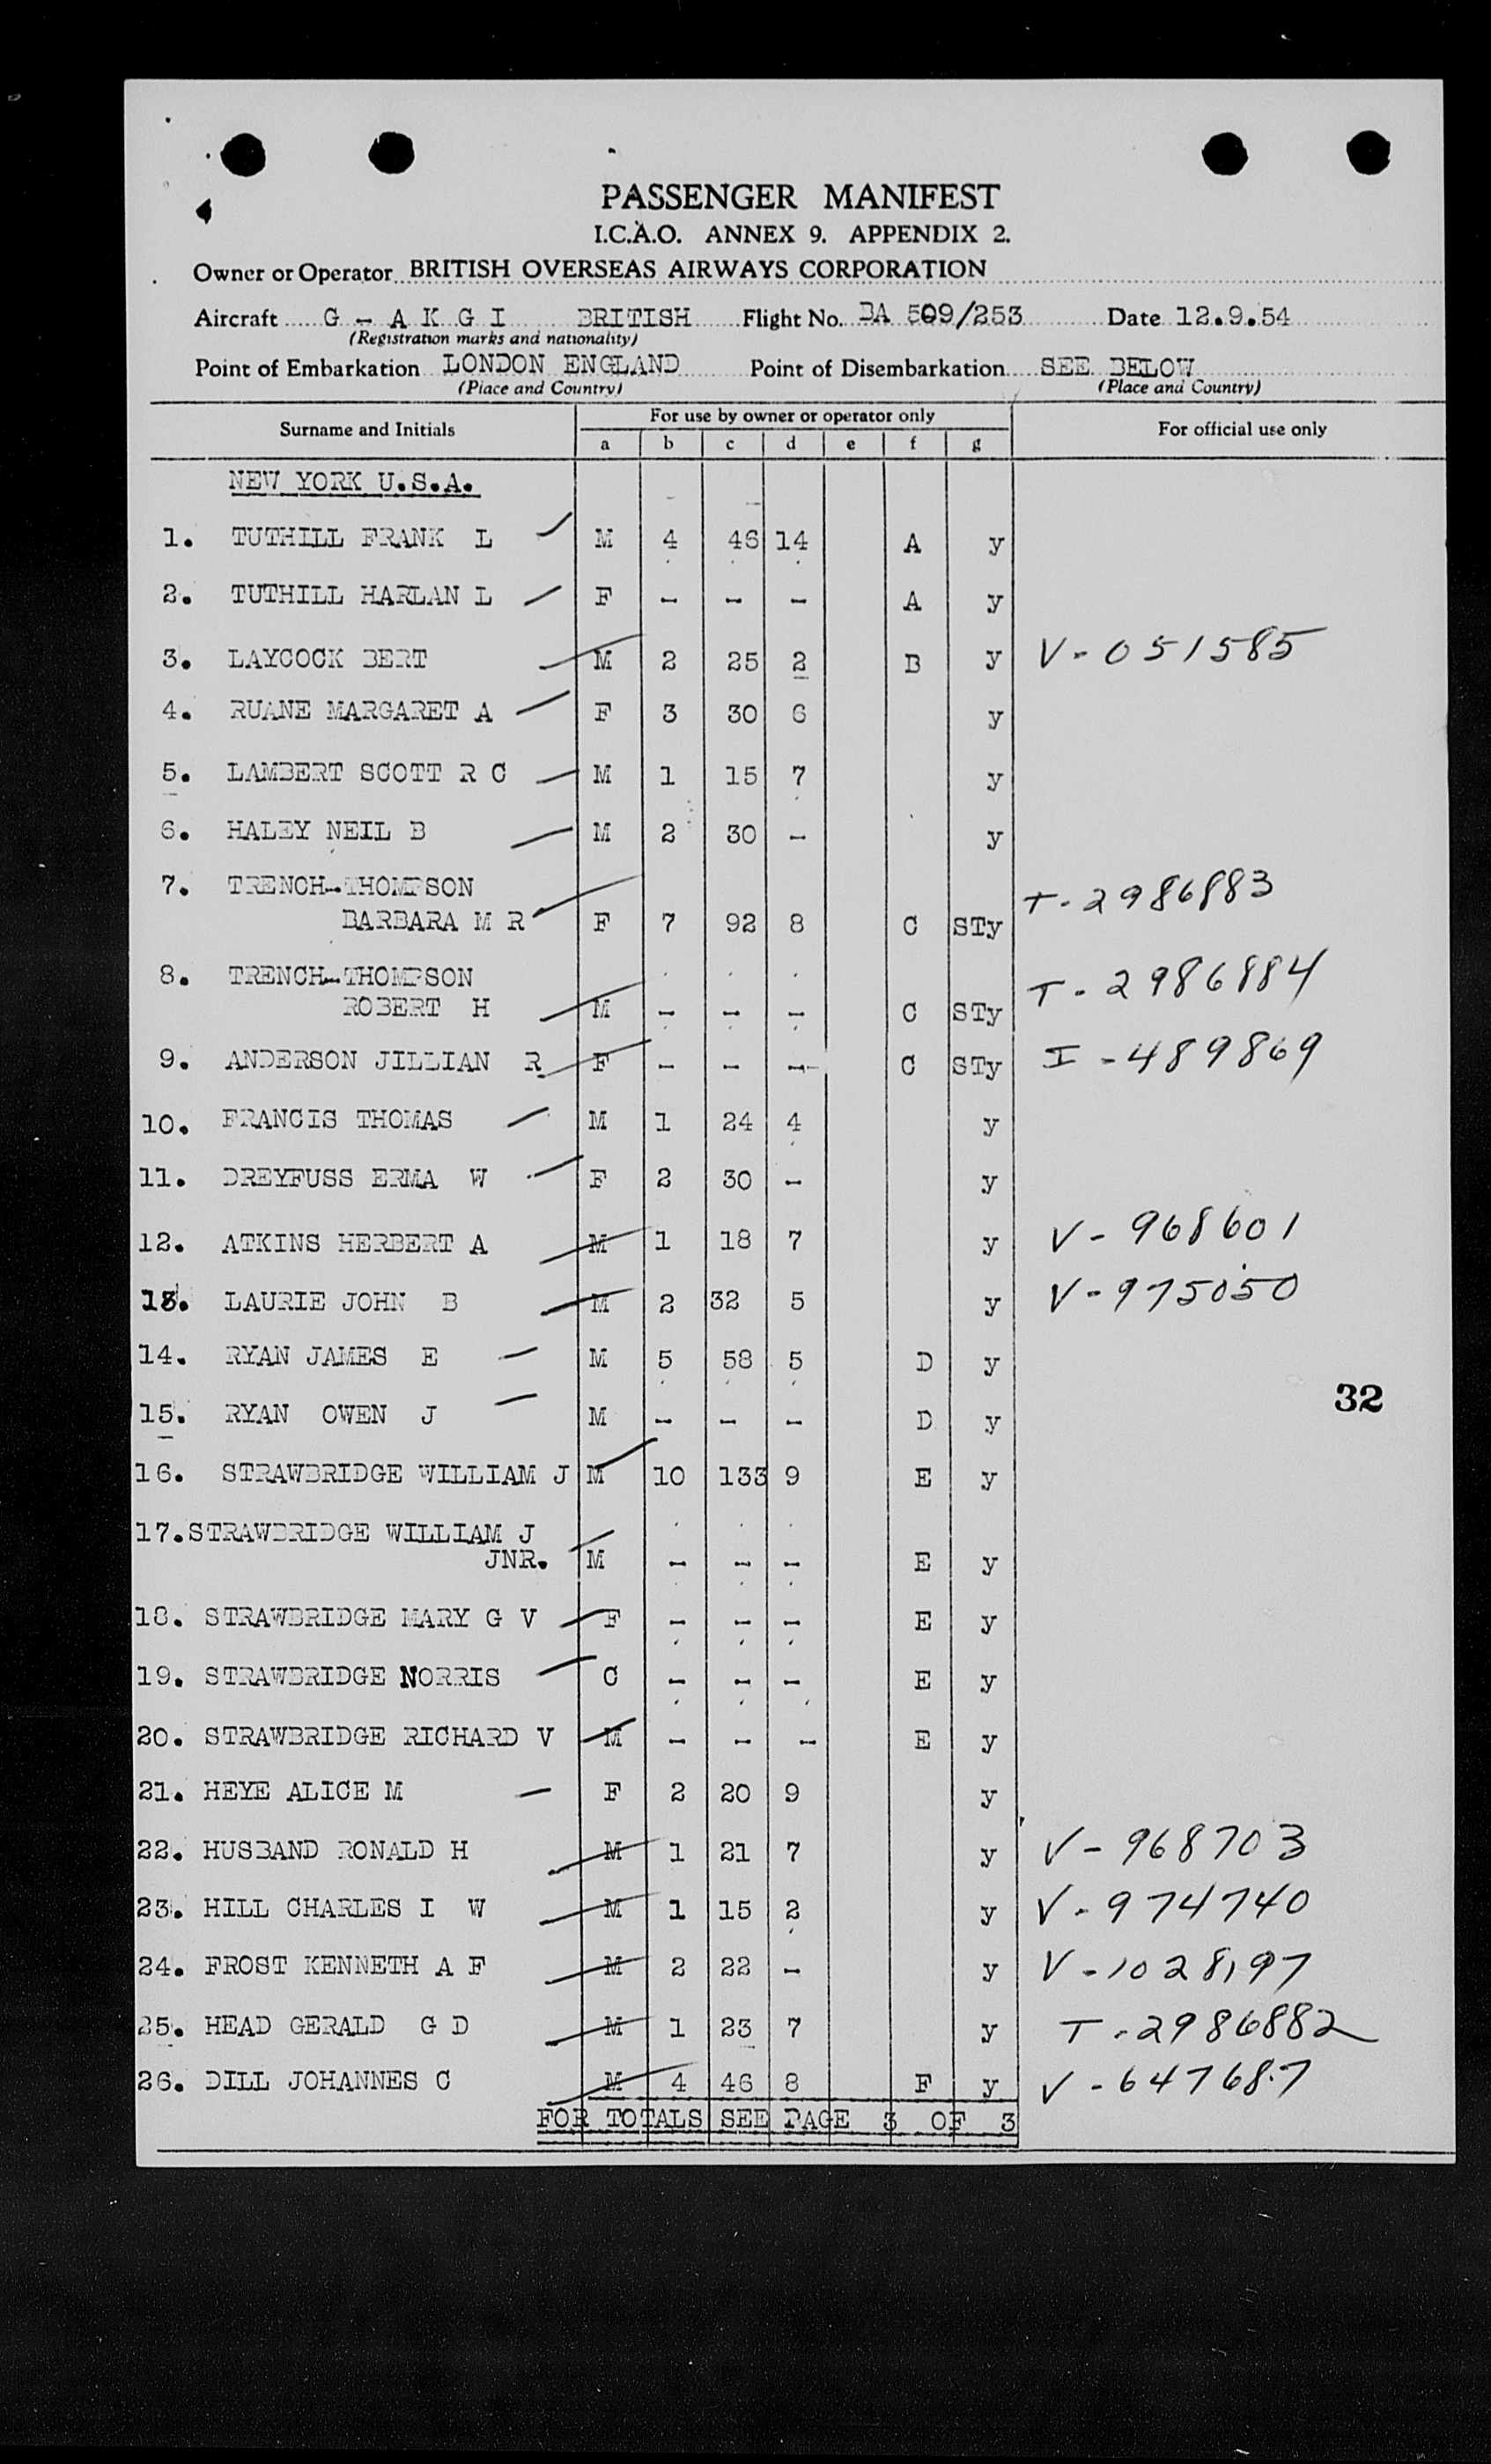 PASSENGER MANIFEST
I.C.A.O. ANNEX 9. APPENDIX 2.
Owner or Operator BRITISH OVERSEAS AIRWAYS CORPORATION
Aircraft G - A K G I BRITISH Flight No. BA 509/253 Date 12.9.54
(Registration marks and nationality)
Point of Embarkation LONDON ENGLAND Point of Disembarkation SEE BELOW
(Place and Country) (Place and Country)
Surname and Initials For use by owner or operator only For official use only
a b c d e f g
NEW YORK U.S.A.
1. TUTHILL FRANK L M 4 46 14 A y
2. TUTHILL HARLAN L F - - - A y
3. LAYCOCK BERT M 2 25 2 B y V-051585
4. RUANE MARGARET A F 3 30 6 y
5. LAMBERT SCOTT R C M 1 15 7 y
6. HALEY NEIL B M 2 30 - y
7. TRENCH-THOMPSON
BARBARA M R F 7 92 8 C STy T-2986883
8. TRENCH-THOMPSON
ROBERT H M - - - C STy T-2986884
9. ANDERSON JILLIAN R F - - - C STy I-489869
10. FRANCIS THOMAS M 1 24 4 y
11. DREYFUSS ERMA W F 2 30 - y
12. ATKINS HERBERT A M 1 18 7 y V-968601
13. LAURIE JOHN B M 2 32 5 y V-975050
14. RYAN JAMES E M 5 58 5 D y
32
15. RYAN OWEN J M - - - D y
16. STRAWBRIDGE WILLIAM J M 10 133 9 E y
17. STRAWBRIDGE WILLIAM J
JNR. M - - - E y
18. STRAWBRIDGE MARY G V F - - - E y
19. STRAWBRIDGE NORRIS C - - - E y
20. STRAWBRIDGE RICHARD V M - - - E y
21. HEYE ALICE M F 2 20 9 y
22. HUSBAND RONALD H M 1 21 7 y V-968703
23. HILL CHARLES I W M 1 15 2 y V-974740
24. FROST KENNETH A F M 2 22 - y V-1028197
25. HEAD GERALD G D M 1 23 7 y T-2986882
26. DILL JOHANNES C M 4 46 8 F y V-647687
FOR TOTALS SEE PAGE 3 OF 3